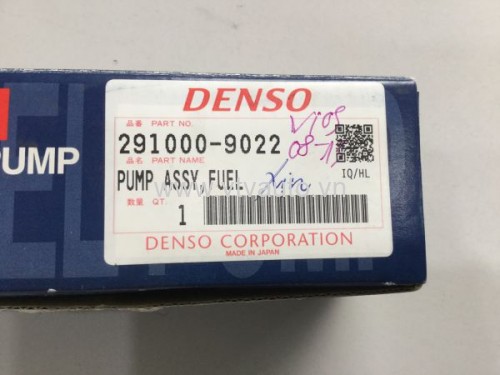 DENSO
品番 PART NO.
291000-9022
Vios
08-13
品名 PART NAME
PUMP ASSY, FUEL
IQ/HL
数量 QT.
1
DENSO CORPORATION
MADE IN JAPAN
PUMP